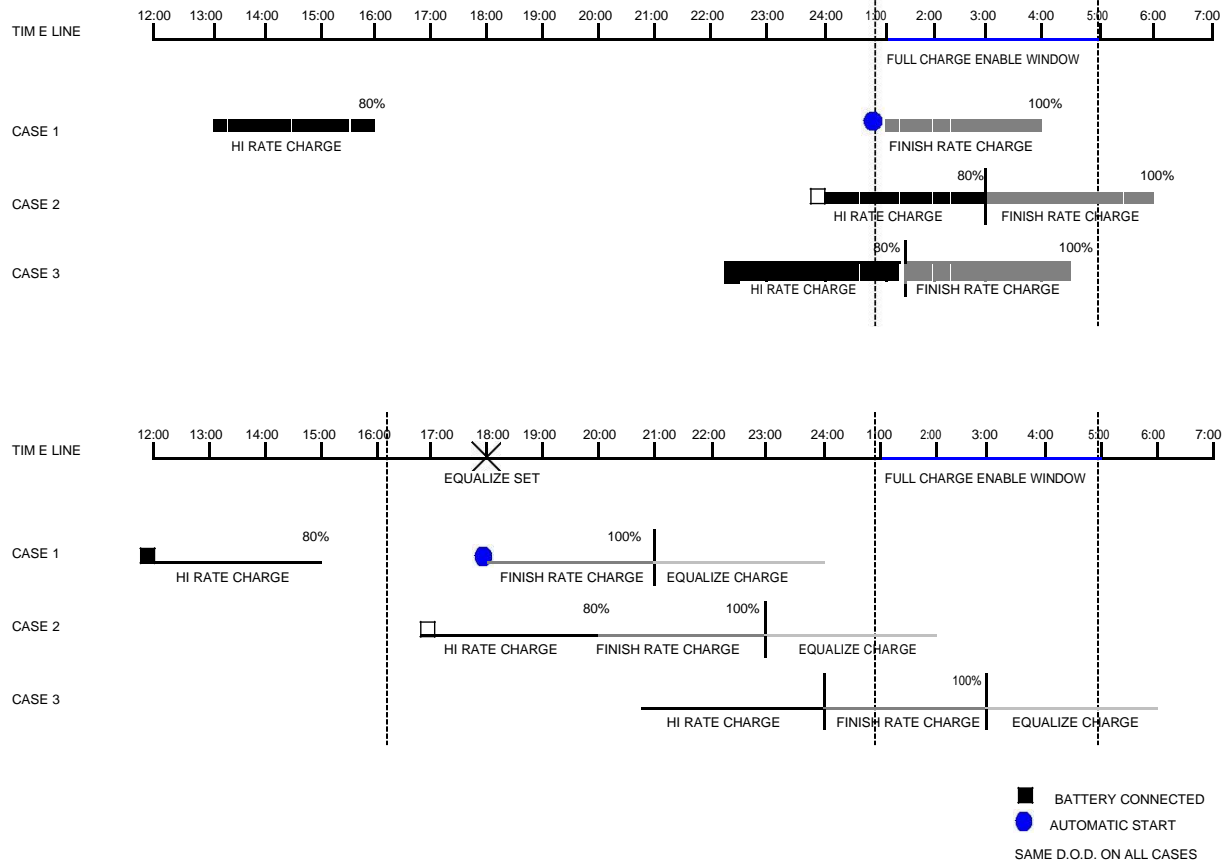 12:00 13:00 14:00 15:00 16:00 17:00 18:00 19:00 20:00 21:00 22:00 23:00 24:00 1:00 2:00 3:00 4:00 5:00 6:00 7:00
TIM E LINE
FULL CHARGE ENABLE WINDOW
80% 100%
CASE 1
HI RATE CHARGE FINISH RATE CHARGE
80% 100%
CASE 2
HI RATE CHARGE FINISH RATE CHARGE
80% 100%
CASE 3
HI RATE CHARGE FINISH RATE CHARGE
12:00 13:00 14:00 15:00 16:00 17:00 18:00 19:00 20:00 21:00 22:00 23:00 24:00 1:00 2:00 3:00 4:00 5:00 6:00 7:00
TIM E LINE
EQUALIZE SET FULL CHARGE ENABLE WINDOW
80% 100%
CASE 1
HI RATE CHARGE FINISH RATE CHARGE EQUALIZE CHARGE
80% 100%
CASE 2
HI RATE CHARGE FINISH RATE CHARGE EQUALIZE CHARGE
100%
CASE 3
HI RATE CHARGE FINISH RATE CHARGE EQUALIZE CHARGE
BATTERY CONNECTED
AUTOMATIC START
SAME D.O.D. ON ALL CASES